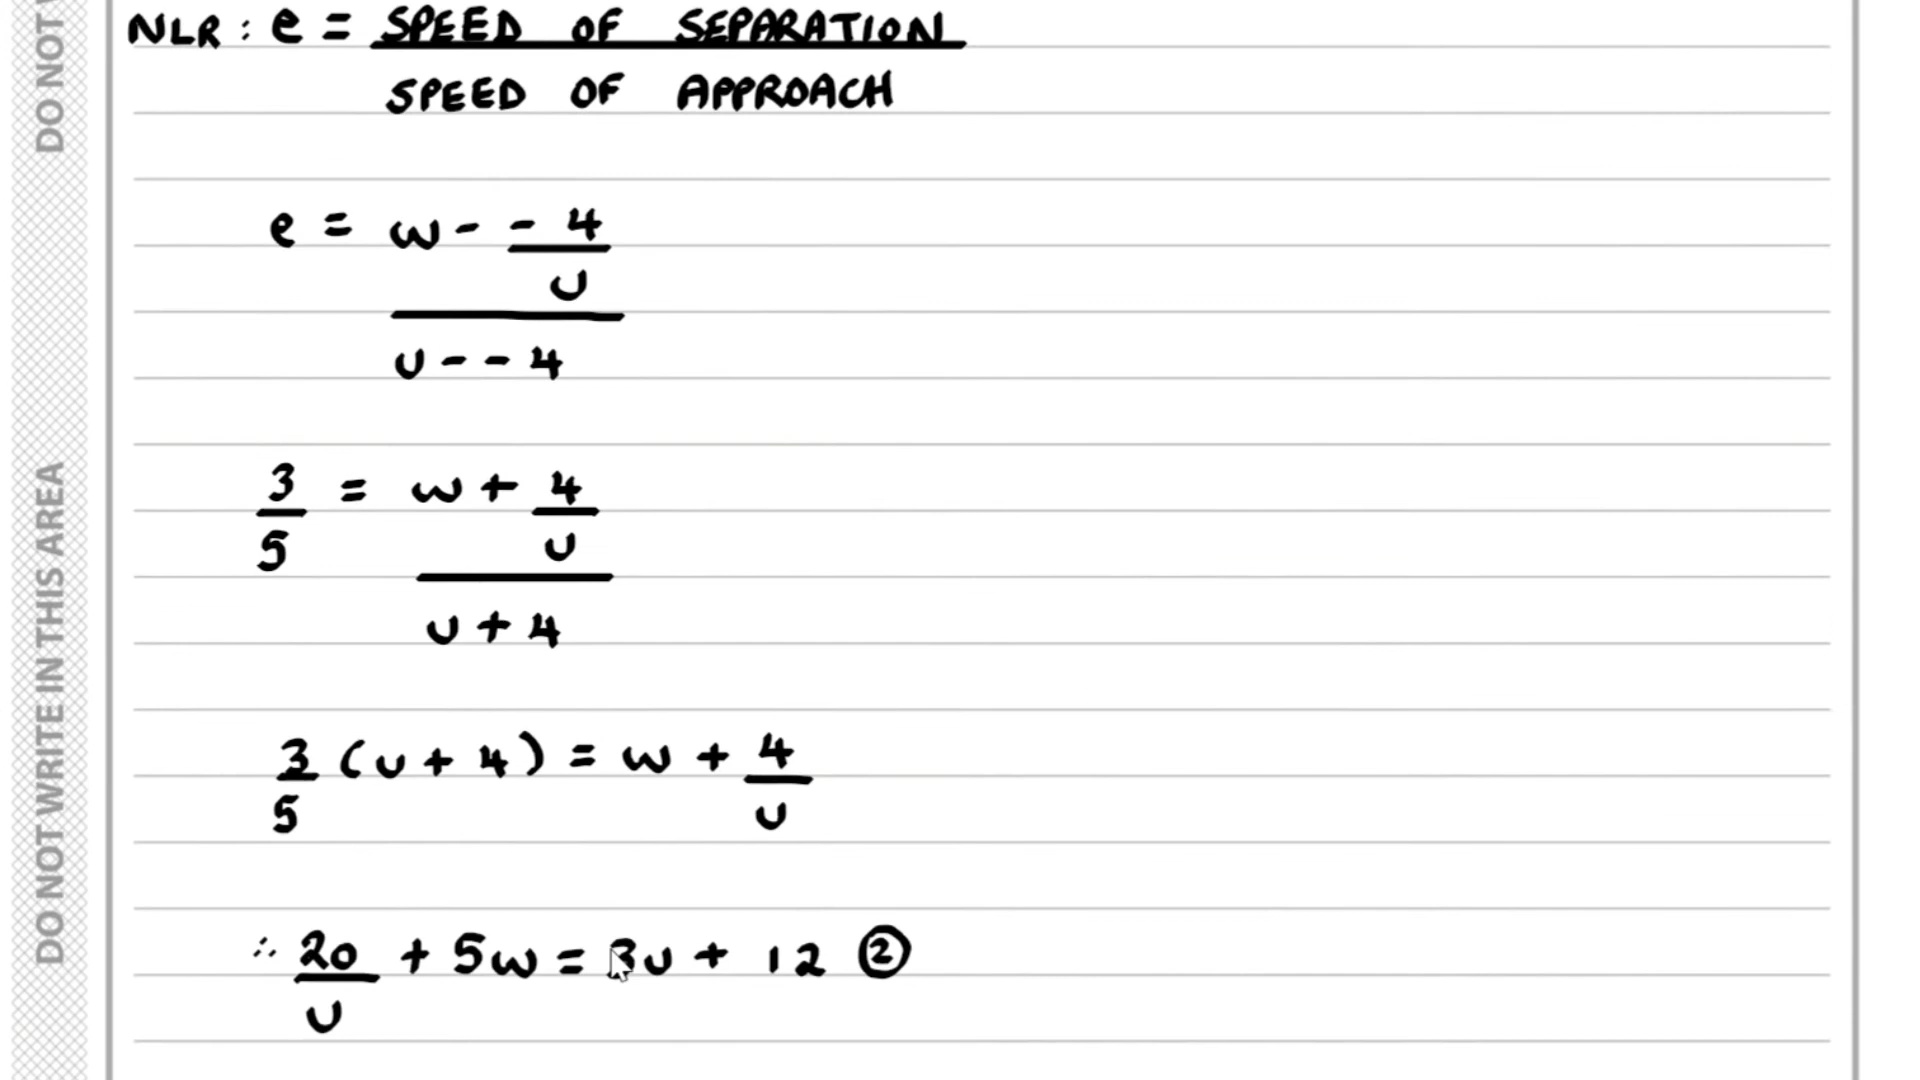 NLR : e = SPEED OF SEPARATION
SPEED OF APPROACH
e = w - - 4
U
U - - 4
3 = w + 4
5 U
U + 4
3 (U + 4) = w + 4
5 U
∴ 20 + 5w = 3U + 12 ②
U
DO NOT
DO NOT WRITE IN THIS AREA